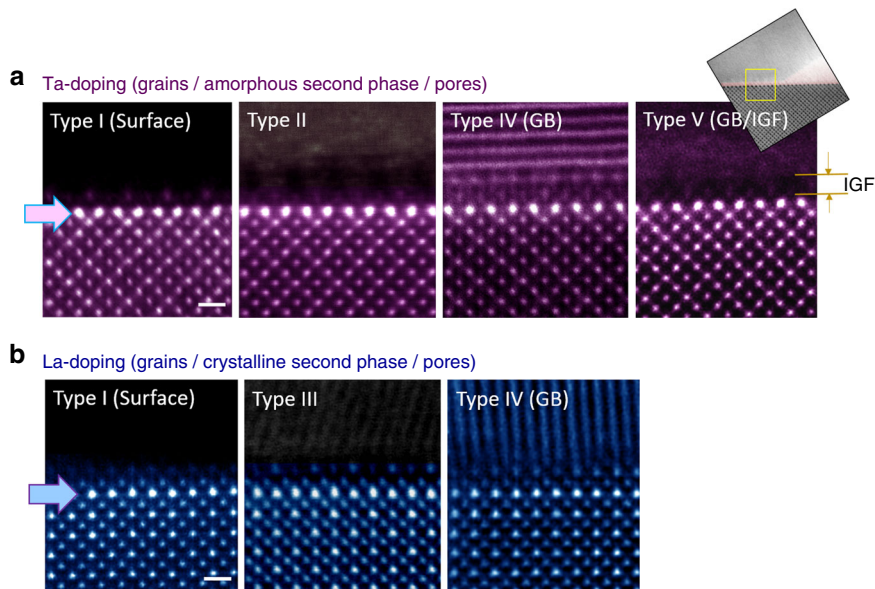 a
Ta-doping (grains / amorphous second phase / pores)
Type I (Surface)
Type II
Type IV (GB)
Type V (GB/IGF)
IGF
b
La-doping (grains / crystalline second phase / pores)
Type I (Surface)
Type III
Type IV (GB)